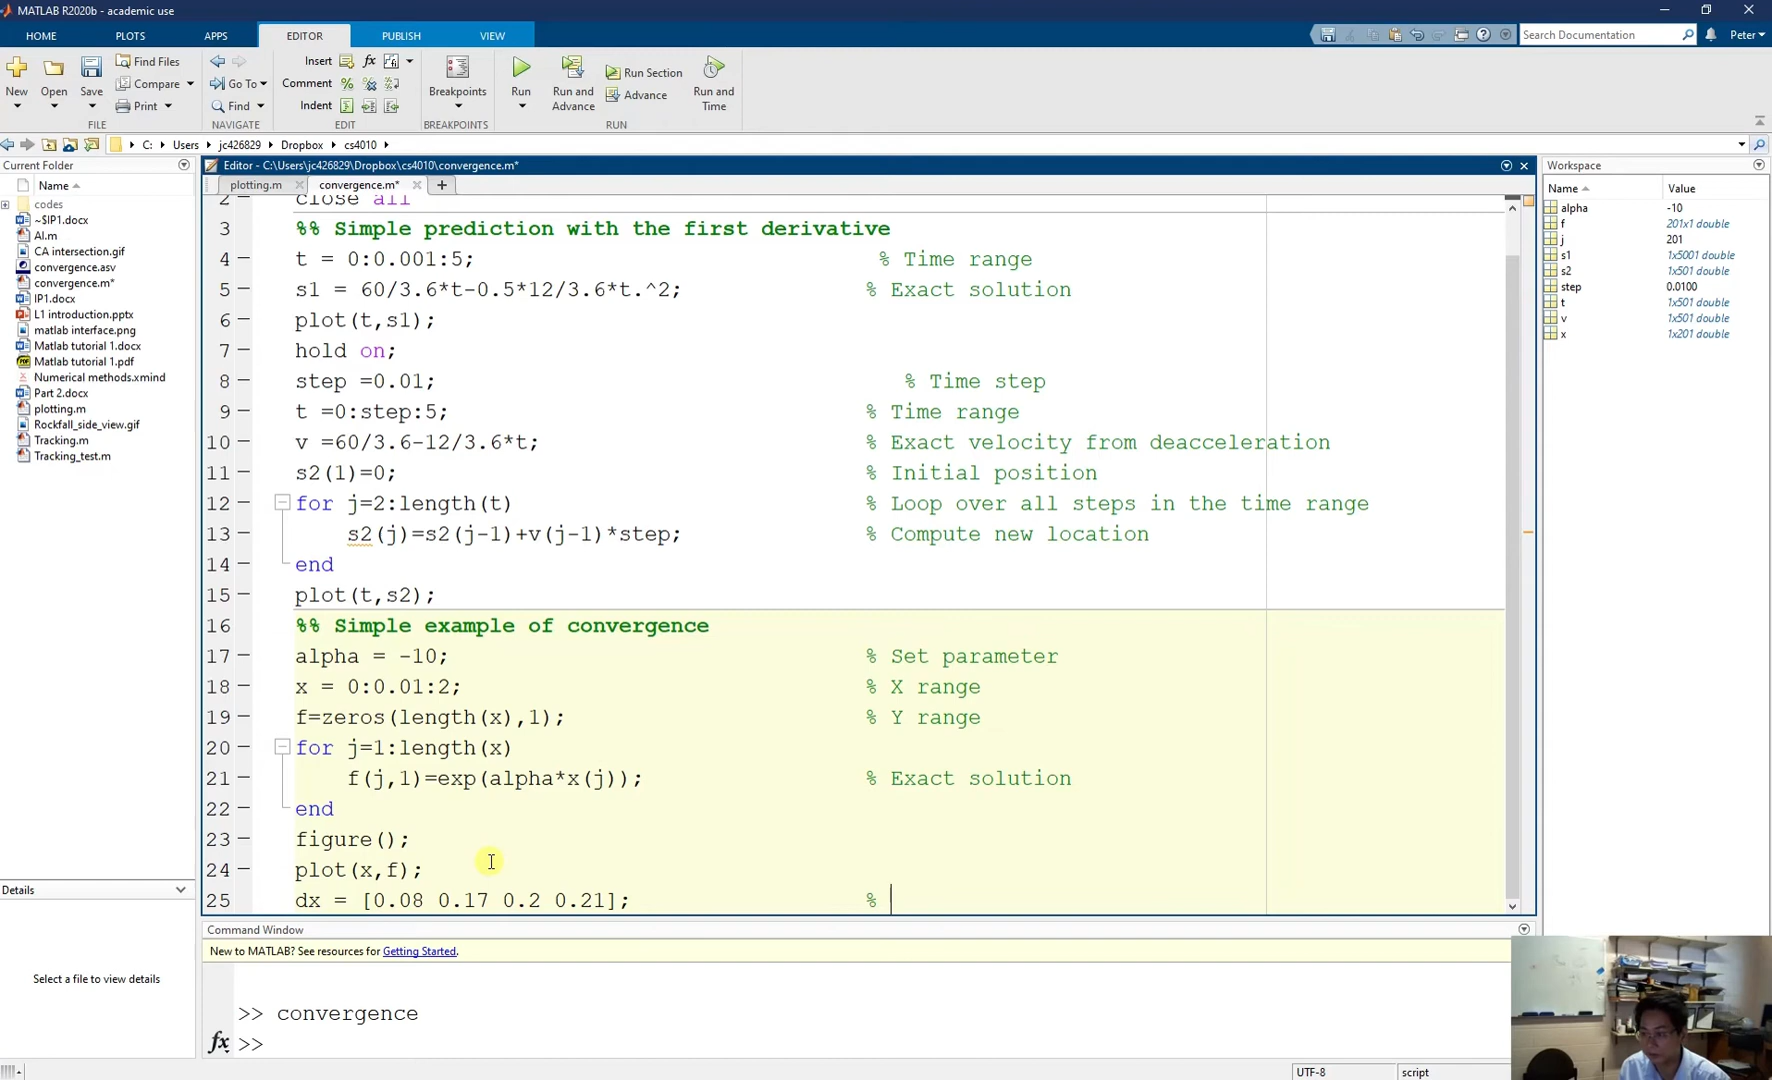 MATLAB R2020b - academic use
HOME PLOTS APPS EDITOR PUBLISH VIEW
Search Documentation Peter
New Open Save Find Files Compare Print
Go To Find
Insert fx
Comment
Indent
Breakpoints
Run Run and Advance Run Section Advance Run and Time
FILE NAVIGATE EDIT BREAKPOINTS RUN
C: Users jc426829 Dropbox cs4010
Current Folder
Name
codes
~$IP1.docx
AI.m
CA intersection.gif
convergence.asv
convergence.m*
IP1.docx
L1 introduction.pptx
matlab interface.png
Matlab tutorial 1.docx
Matlab tutorial 1.pdf
Numerical methods.xmind
Part 2.docx
plotting.m
Rockfall_side_view.gif
Tracking.m
Tracking_test.m
Details
Select a file to view details
Editor - C:\Users\jc426829\Dropbox\cs4010\convergence.m*
plotting.m convergence.m*
2 close all
3 %% Simple prediction with the first derivative
4 t = 0:0.001:5; % Time range
5 s1 = 60/3.6*t-0.5*12/3.6*t.^2; % Exact solution
6 plot(t,s1);
7 hold on;
8 step =0.01; % Time step
9 t =0:step:5; % Time range
10 v =60/3.6-12/3.6*t; % Exact velocity from deacceleration
11 s2(1)=0; % Initial position
12 for j=2:length(t) % Loop over all steps in the time range
13 s2(j)=s2(j-1)+v(j-1)*step; % Compute new location
14 end
15 plot(t,s2);
16 %% Simple example of convergence
17 alpha = -10; % Set parameter
18 x = 0:0.01:2; % X range
19 f=zeros(length(x),1); % Y range
20 for j=1:length(x)
21 f(j,1)=exp(alpha*x(j)); % Exact solution
22 end
23 figure();
24 plot(x,f);
25 dx = [0.08 0.17 0.2 0.21]; %
Command Window
New to MATLAB? See resources for Getting Started.
>> convergence
fx >>
Workspace
Name Value
alpha -10
f 201x1 double
j 201
s1 1x5001 double
s2 1x501 double
step 0.0100
t 1x501 double
v 1x501 double
x 1x201 double
UTF-8 script